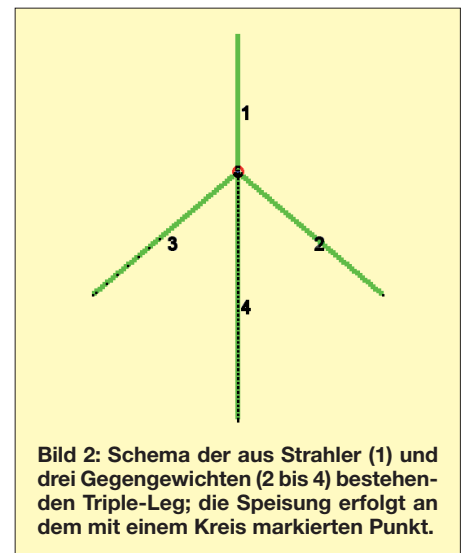 1
3
2
4
Bild 2: Schema der aus Strahler (1) und
drei Gegengewichten (2 bis 4) bestehen-
den Triple-Leg; die Speisung erfolgt an
dem mit einem Kreis markierten Punkt.